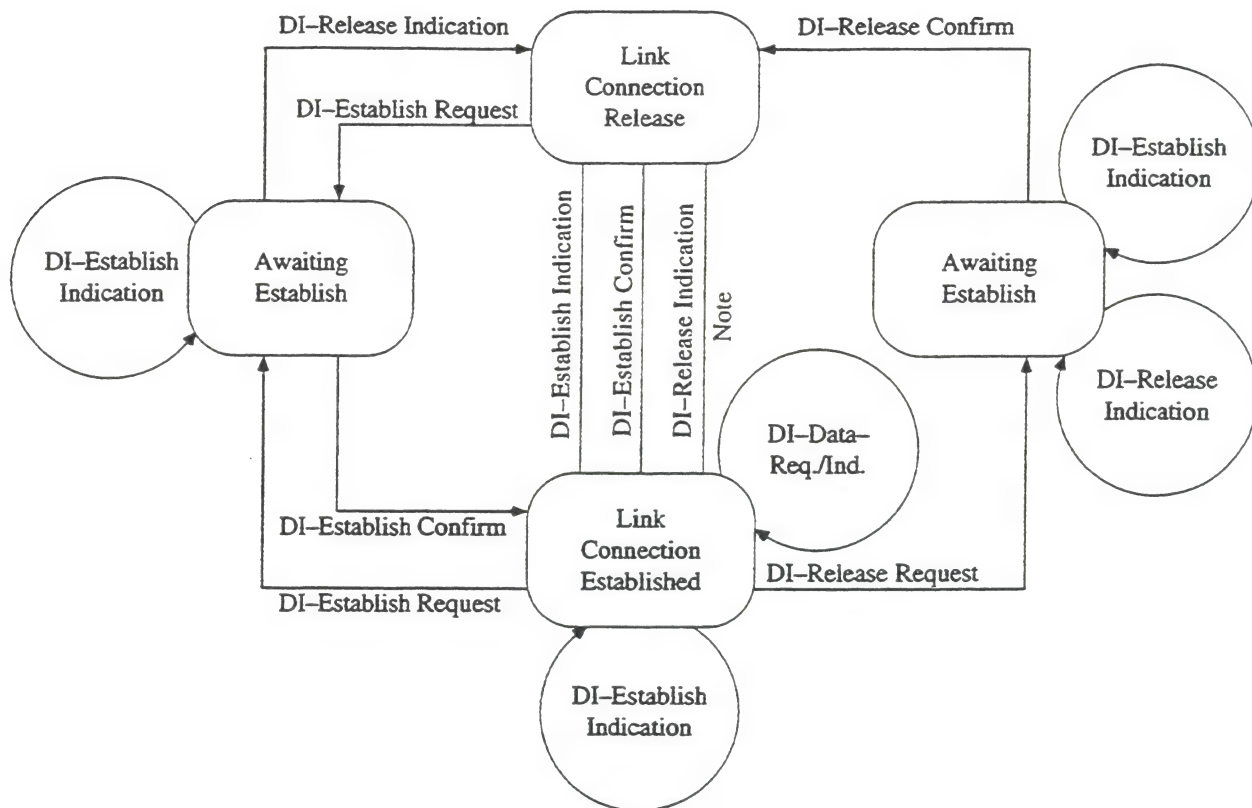 DI–Release Indication
DI–Release Confirm
Link
Connection
Release
DI–Establish Request
DI–Establish
Indication
DI–Establish
Indication
Awaiting
Establish
DI–Establish Indication
DI–Establish Confirm
DI–Release Indication
Note
Awaiting
Establish
DI–Release
Indication
DI–Data–
Req./Ind.
DI–Establish Confirm
Link
Connection
Established
DI–Release Request
DI–Establish Request
DI–Establish
Indication